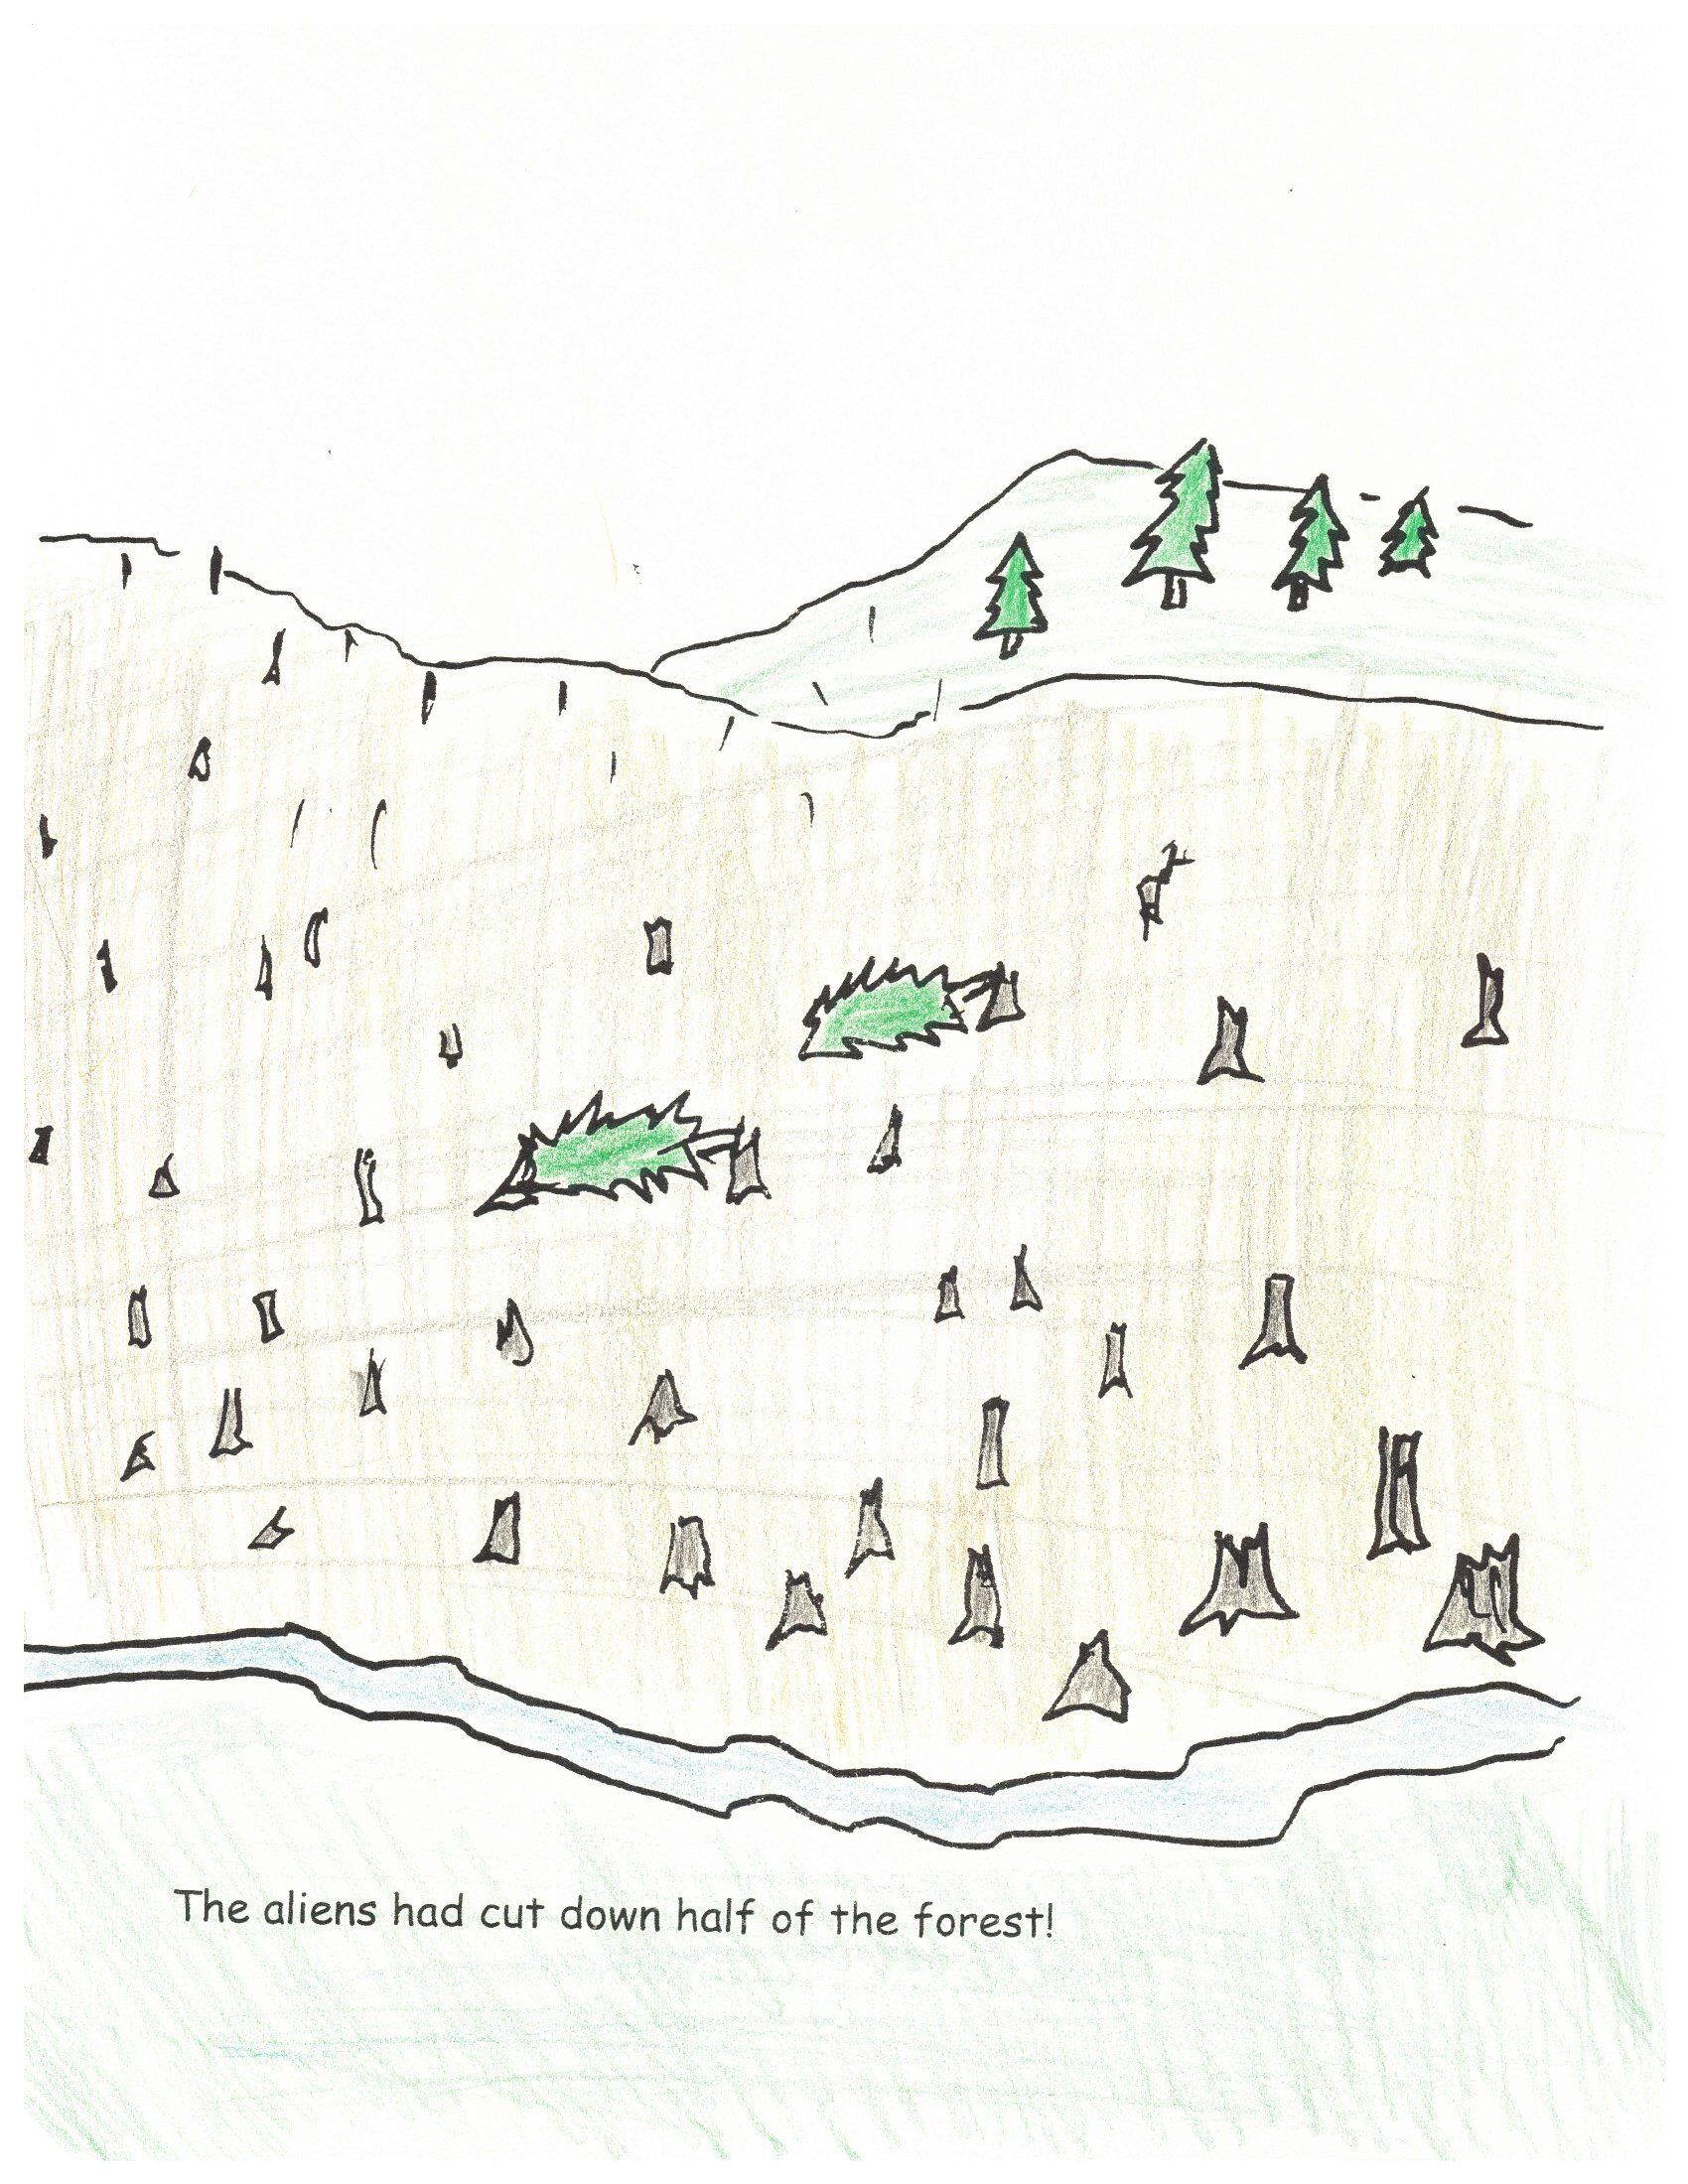 The aliens had cut down half of the forest!